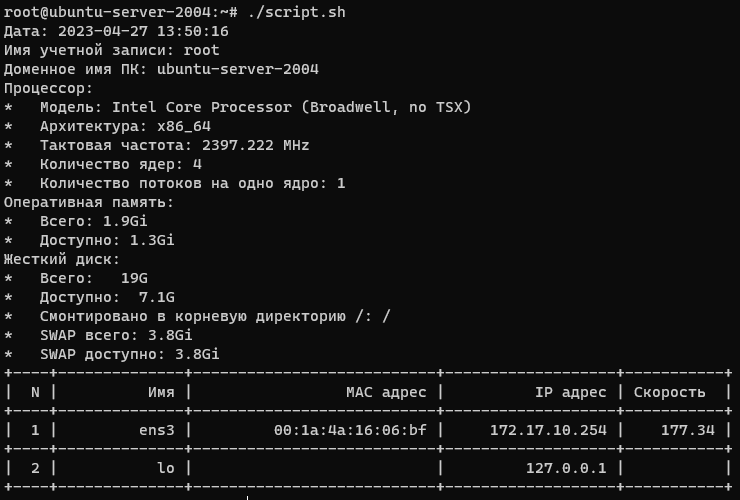 root@ubuntu-server-2004:~# ./script.sh
Дата: 2023-04-27 13:50:16
Имя учетной записи: root
Доменное имя ПК: ubuntu-server-2004
Процессор:
*   Модель: Intel Core Processor (Broadwell, no TSX)
*   Архитектура: x86_64
*   Тактовая частота: 2397.222 MHz
*   Количество ядер: 4
*   Количество потоков на одно ядро: 1
Оперативная память:
*   Всего: 1.9Gi
*   Доступно: 1.3Gi
Жесткий диск:
*   Всего:   19G
*   Доступно:  7.1G
*   Смонтировано в корневую директорию /: /
*   SWAP всего: 3.8Gi
*   SWAP доступно: 3.8Gi
+----+--------------+---------------------------+-------------------+-----------+
|  N |          Имя |                 MAC адрес |          IP адрес | Скорость  |
+----+--------------+---------------------------+-------------------+-----------+
|  1 |         ens3 |         00:1a:4a:16:06:bf |     172.17.10.254 |    177.34 |
+----+--------------+---------------------------+-------------------+-----------+
|  2 |           lo |                           |         127.0.0.1 |           |
+----+--------------+---------------------------+-------------------+-----------+